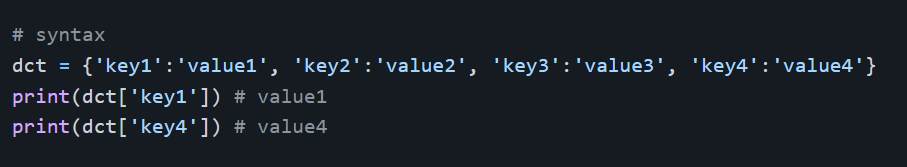 # syntax
dct = {'key1':'value1', 'key2':'value2', 'key3':'value3', 'key4':'value4'}
print(dct['key1']) # value1
print(dct['key4']) # value4